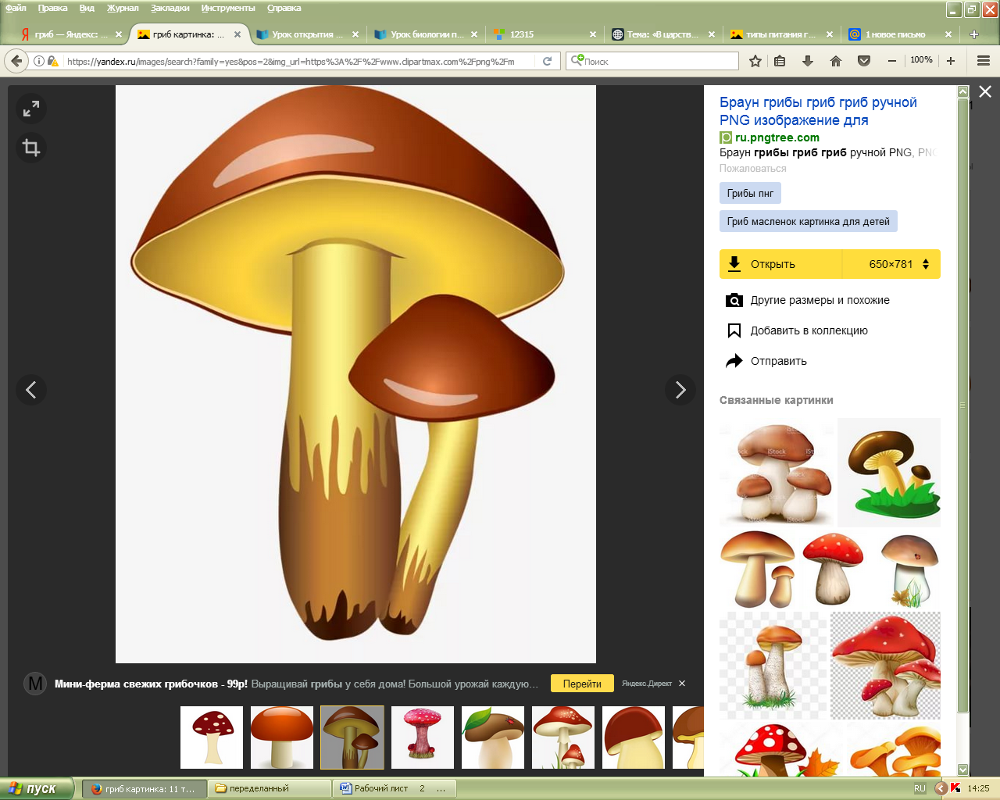 Файл Правка Вид Журнал Закладки Инструменты Справка
гриб — Яндекс: ...
гриб картинка: ...
Урок открытия ...
Урок биологии п...
12315
Тема: «В царств...
типы питания г...
1 новое письмо
https://yandex.ru/images/search?family=yes&pos=2&img_url=https%3A%2F%2Fwww.clipartmax.com%2Fpng%2Fm
Поиск
100%
Браун грибы гриб гриб ручной
PNG изображение для
ru.pngtree.com
Браун грибы гриб гриб ручной PNG, PNG
Пожаловаться
Грибы пнг
Гриб масленок картинка для детей
Открыть 650×781
Другие размеры и похожие
Добавить в коллекцию
Отправить
Связанные картинки
iStock
iStock
iStock
iStock
M
Мини-ферма свежих грибочков - 99р! Выращивай грибы у себя дома! Большой урожай каждую...
Перейти
Яндекс.Директ
пуск
гриб картинка: 11 т...
переделанный
Рабочий лист 2 ...
RU
14:25